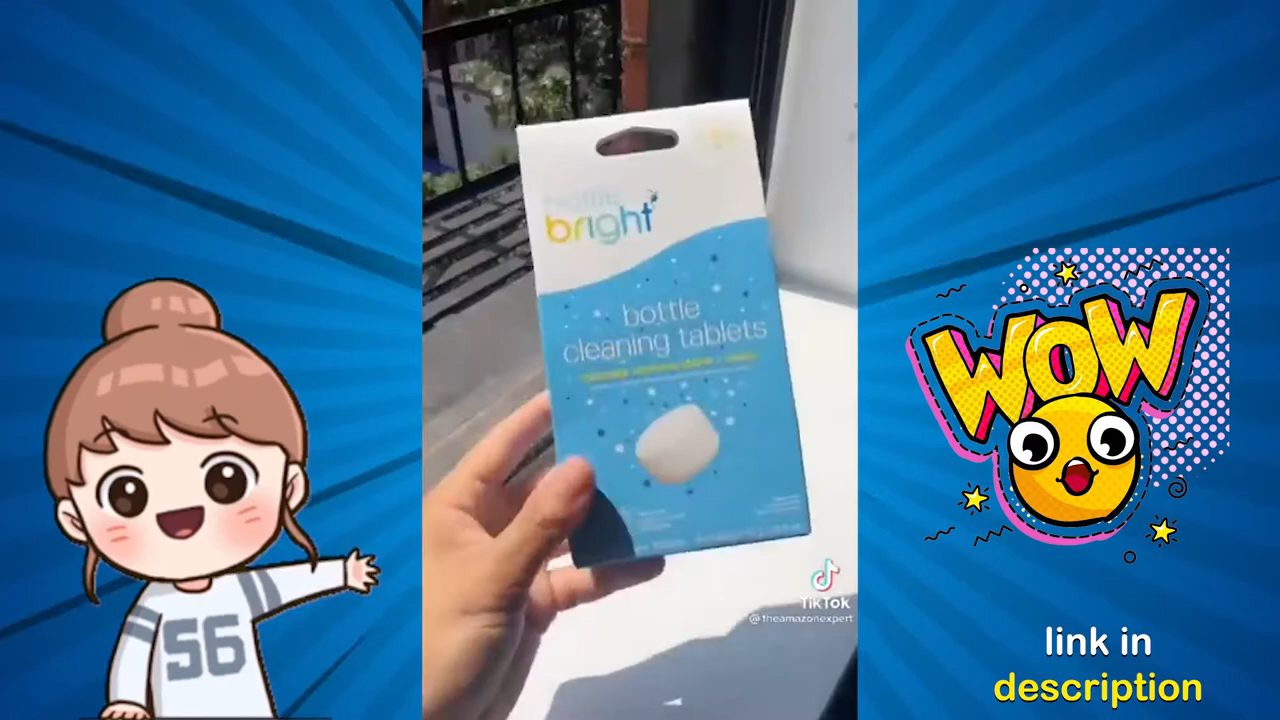 bottle
bright
bottle
cleaning tablets
56
WOW
link in
description
TikTok
@theamazonexpert